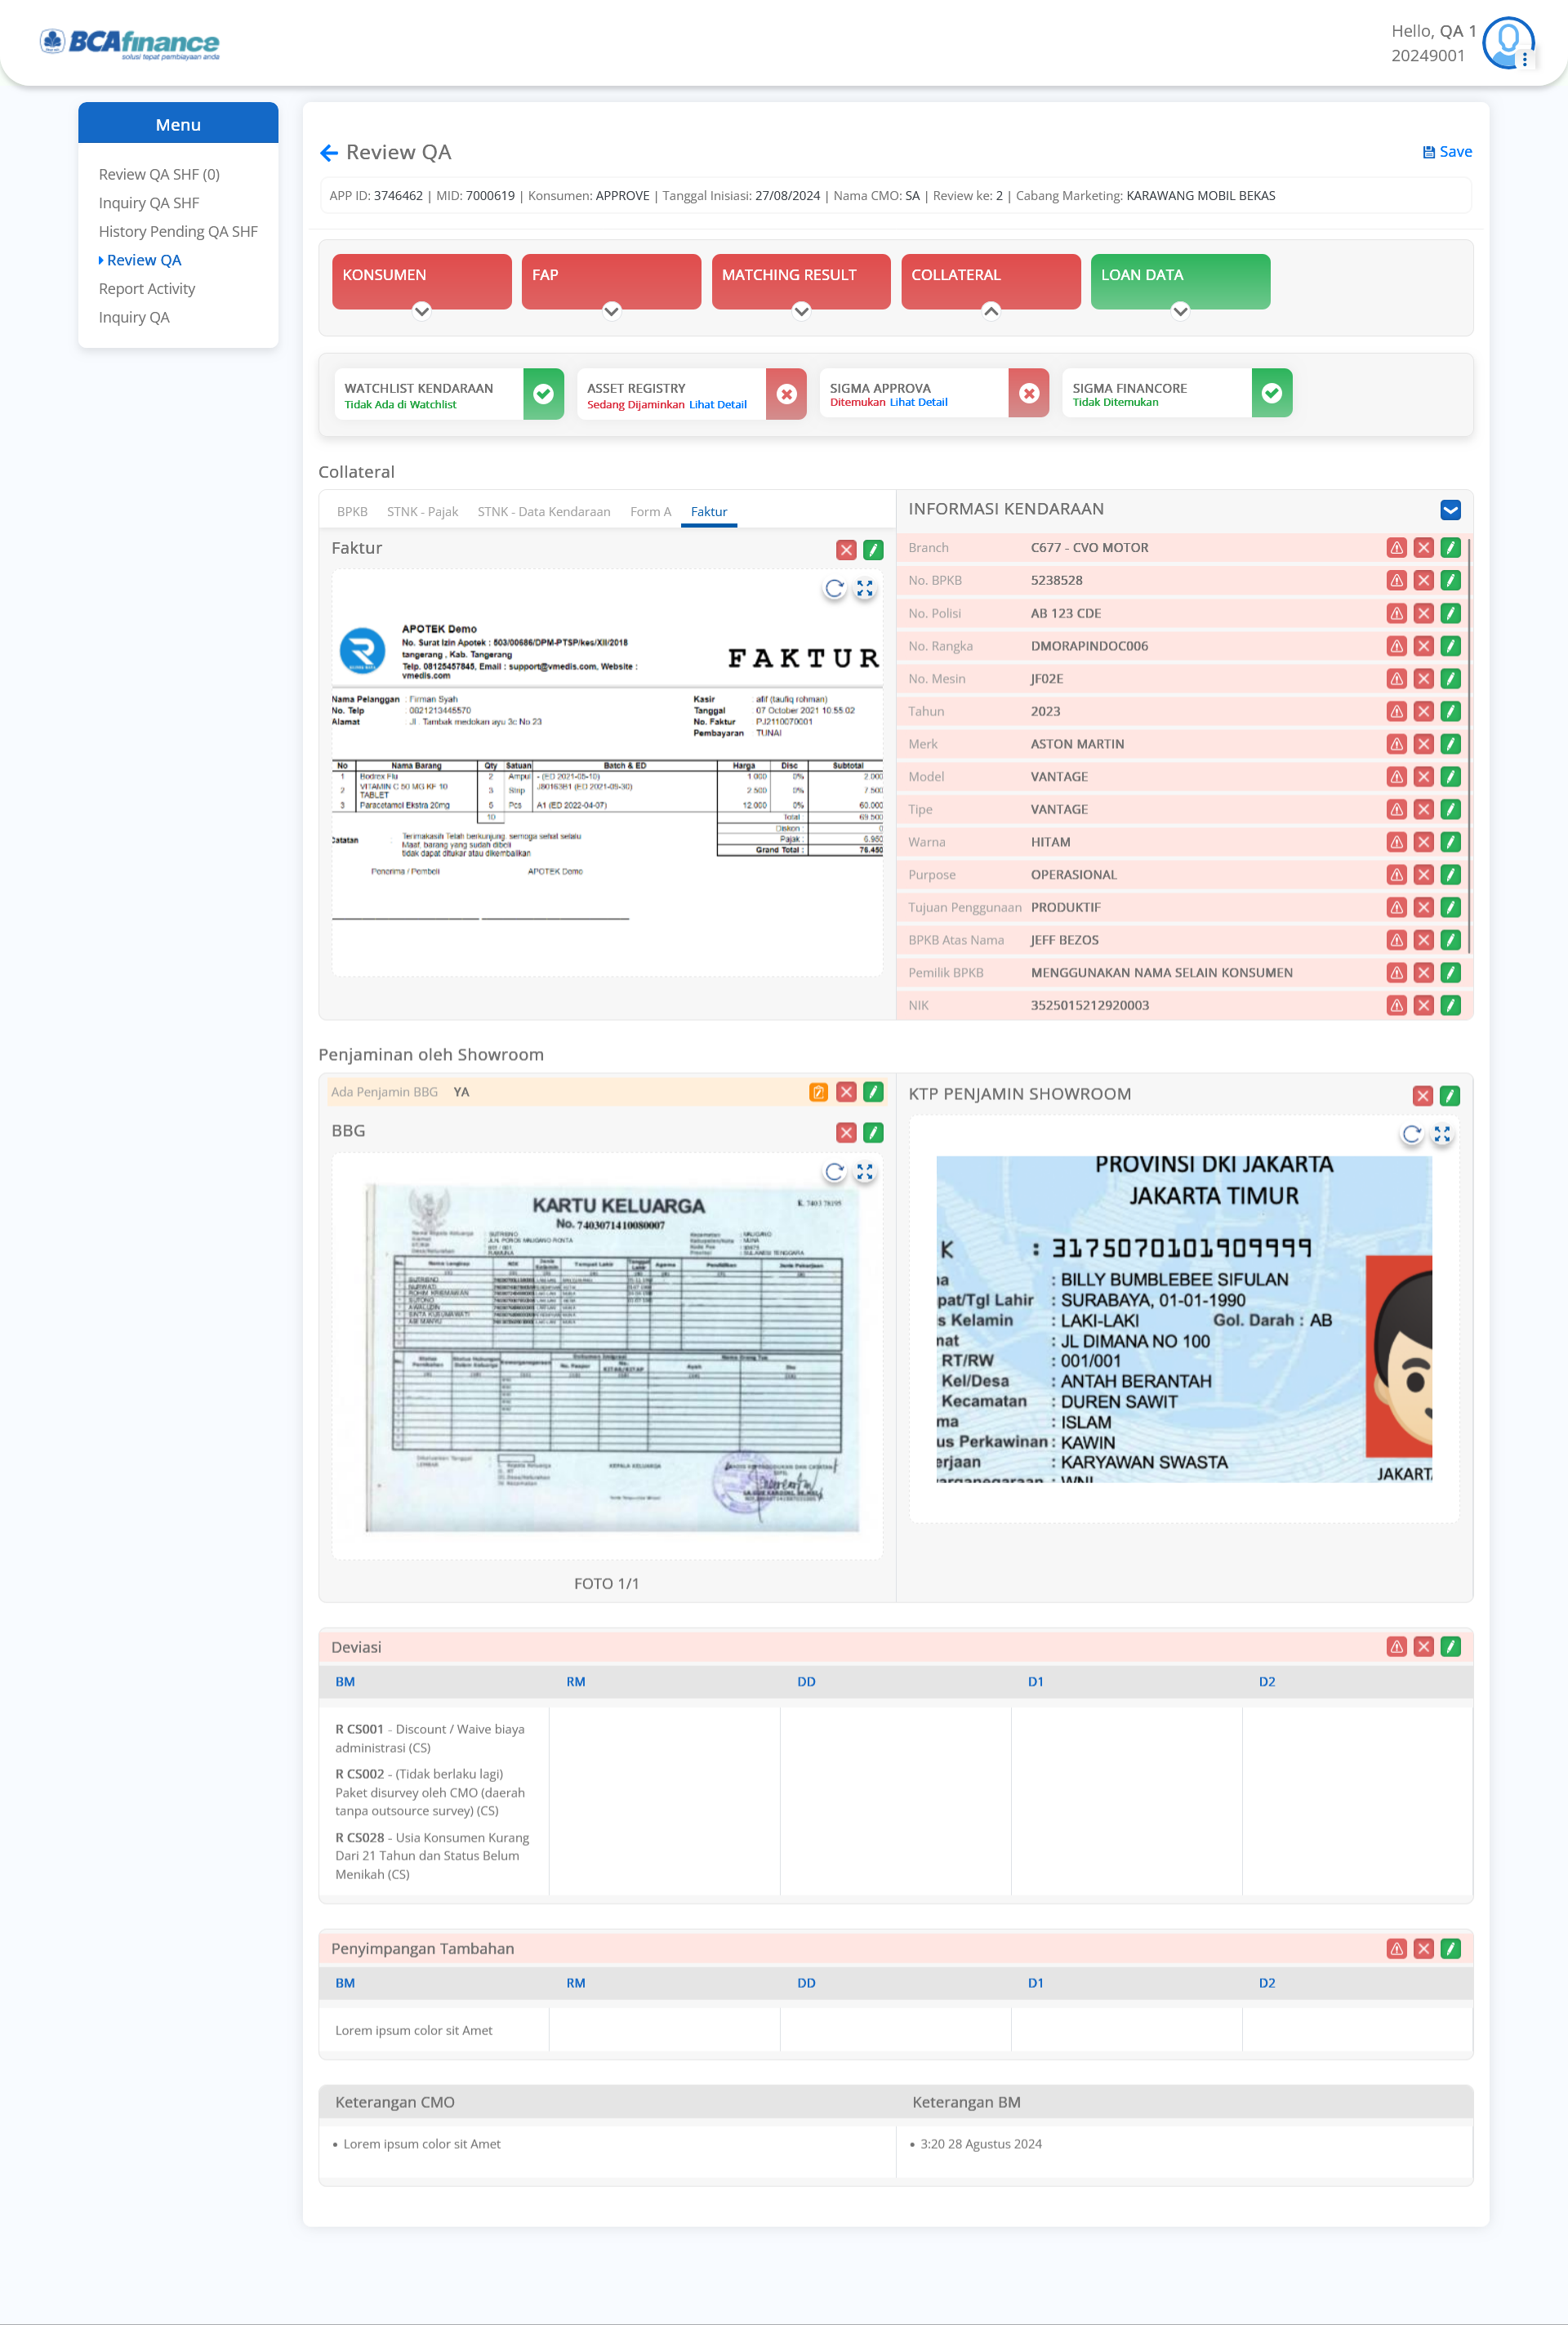 BCAfinance
solusi tepat pembiayaan anda
Hello, QA 1
20249001
Menu
Review QA SHF (0)
Inquiry QA SHF
History Pending QA SHF
Review QA
Report Activity
Inquiry QA
Review QA
Save
APP ID: 3746462 | MID: 7000619 | Konsumen: APPROVE | Tanggal Inisiasi: 27/08/2024 | Nama CMO: SA | Review ke: 2 | Cabang Marketing: KARAWANG MOBIL BEKAS
KONSUMEN
FAP
MATCHING RESULT
COLLATERAL
LOAN DATA
WATCHLIST KENDARAAN
Tidak Ada di Watchlist
ASSET REGISTRY
Sedang Dijaminkan Lihat Detail
SIGMA APPROVA
Ditemukan Lihat Detail
SIGMA FINANCORE
Tidak Ditemukan
Collateral
BPKB STNK - Pajak STNK - Data Kendaraan Form A Faktur
Faktur
APOTEK Demo
No. Surat Izin Apotek : 503/00686/DPM-PTSP/kes/XII/2018
tangerang , Kab. Tangerang
Telp. 08125457845, Email : support@vmedis.com, Website :
vmedis.com
FAKTUR
Nama Pelanggan : Firman Syah
No. Telp : 0821213445570
Alamat : Jl. Tambak medokan ayu 3c No 23
Kasir : afif (taufiq rohman)
Tanggal : 07 October 2021 10:55:02
No. Faktur : PJ2110070001
Pembayaran TUNAI
No Nama Barang Qty Satuan Batch & ED Harga Disc Subtotal
1 Bodrex Flu 2 Ampul - (ED 2021-05-10) 1.000 0% 2.000
2 VITAMIN C 50 MG KF 10 TABLET 3 Strip J80163B1 (ED 2021-09-30) 2.500 0% 7.500
3 Paracetamol Ekstra 20mg 5 Pcs A1 (ED 2022-04-07) 12.000 0% 60.000
10 Total 69.500
Diskon : 0
Pajak : 6.950
Grand Total : 76.450
Catatan : Terimakasih Telah berkunjung, semoga sehat selalu
Maaf, barang yang sudah dibeli
tidak dapat ditukar atau dikembalikan
Penerima / Pembeli APOTEK Demo
INFORMASI KENDARAAN
Branch C677 - CVO MOTOR
No. BPKB 5238528
No. Polisi AB 123 CDE
No. Rangka DMORAPINDOC006
No. Mesin JF02E
Tahun 2023
Merk ASTON MARTIN
Model VANTAGE
Tipe VANTAGE
Warna HITAM
Purpose OPERASIONAL
Tujuan Penggunaan PRODUKTIF
BPKB Atas Nama JEFF BEZOS
Pemilik BPKB MENGGUNAKAN NAMA SELAIN KONSUMEN
NIK 3525015212920003
Penjaminan oleh Showroom
Ada Penjamin BBG YA
BBG
KARTU KELUARGA
No. 7403071410080007
FOTO 1/1
KTP PENJAMIN SHOWROOM
PROVINSI DKI JAKARTA
JAKARTA TIMUR
K : 3175070101909999
na : BILLY BUMBLEBEE SIFULAN
pat/Tgl Lahir : SURABAYA, 01-01-1990
s Kelamin : LAKI-LAKI Gol. Darah : AB
nat : JL DIMANA NO 100
RT/RW : 001/001
Kel/Desa : ANTAH BERANTAH
Kecamatan : DUREN SAWIT
ma : ISLAM
us Perkawinan : KAWIN
erjaan : KARYAWAN SWASTA
warganegaraan : WNI
JAKART
Deviasi
BM RM DD D1 D2
R CS001 - Discount / Waive biaya
administrasi (CS)
R CS002 - (Tidak berlaku lagi)
Paket disurvey oleh CMO (daerah
tanpa outsource survey) (CS)
R CS028 - Usia Konsumen Kurang
Dari 21 Tahun dan Status Belum
Menikah (CS)
Penyimpangan Tambahan
BM RM DD D1 D2
Lorem ipsum color sit Amet
Keterangan CMO
Keterangan BM
• Lorem ipsum color sit Amet
• 3:20 28 Agustus 2024